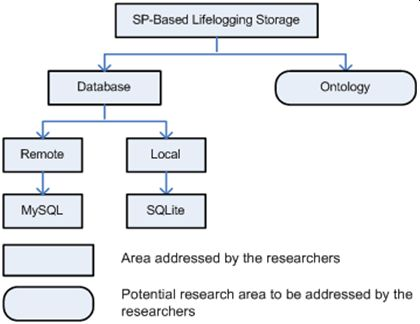 SP-Based Lifelogging Storage
Database
Ontology
Remote
Local
MySQL
SQLite
Area addressed by the researchers
Potential research area to be addressed by the
researchers